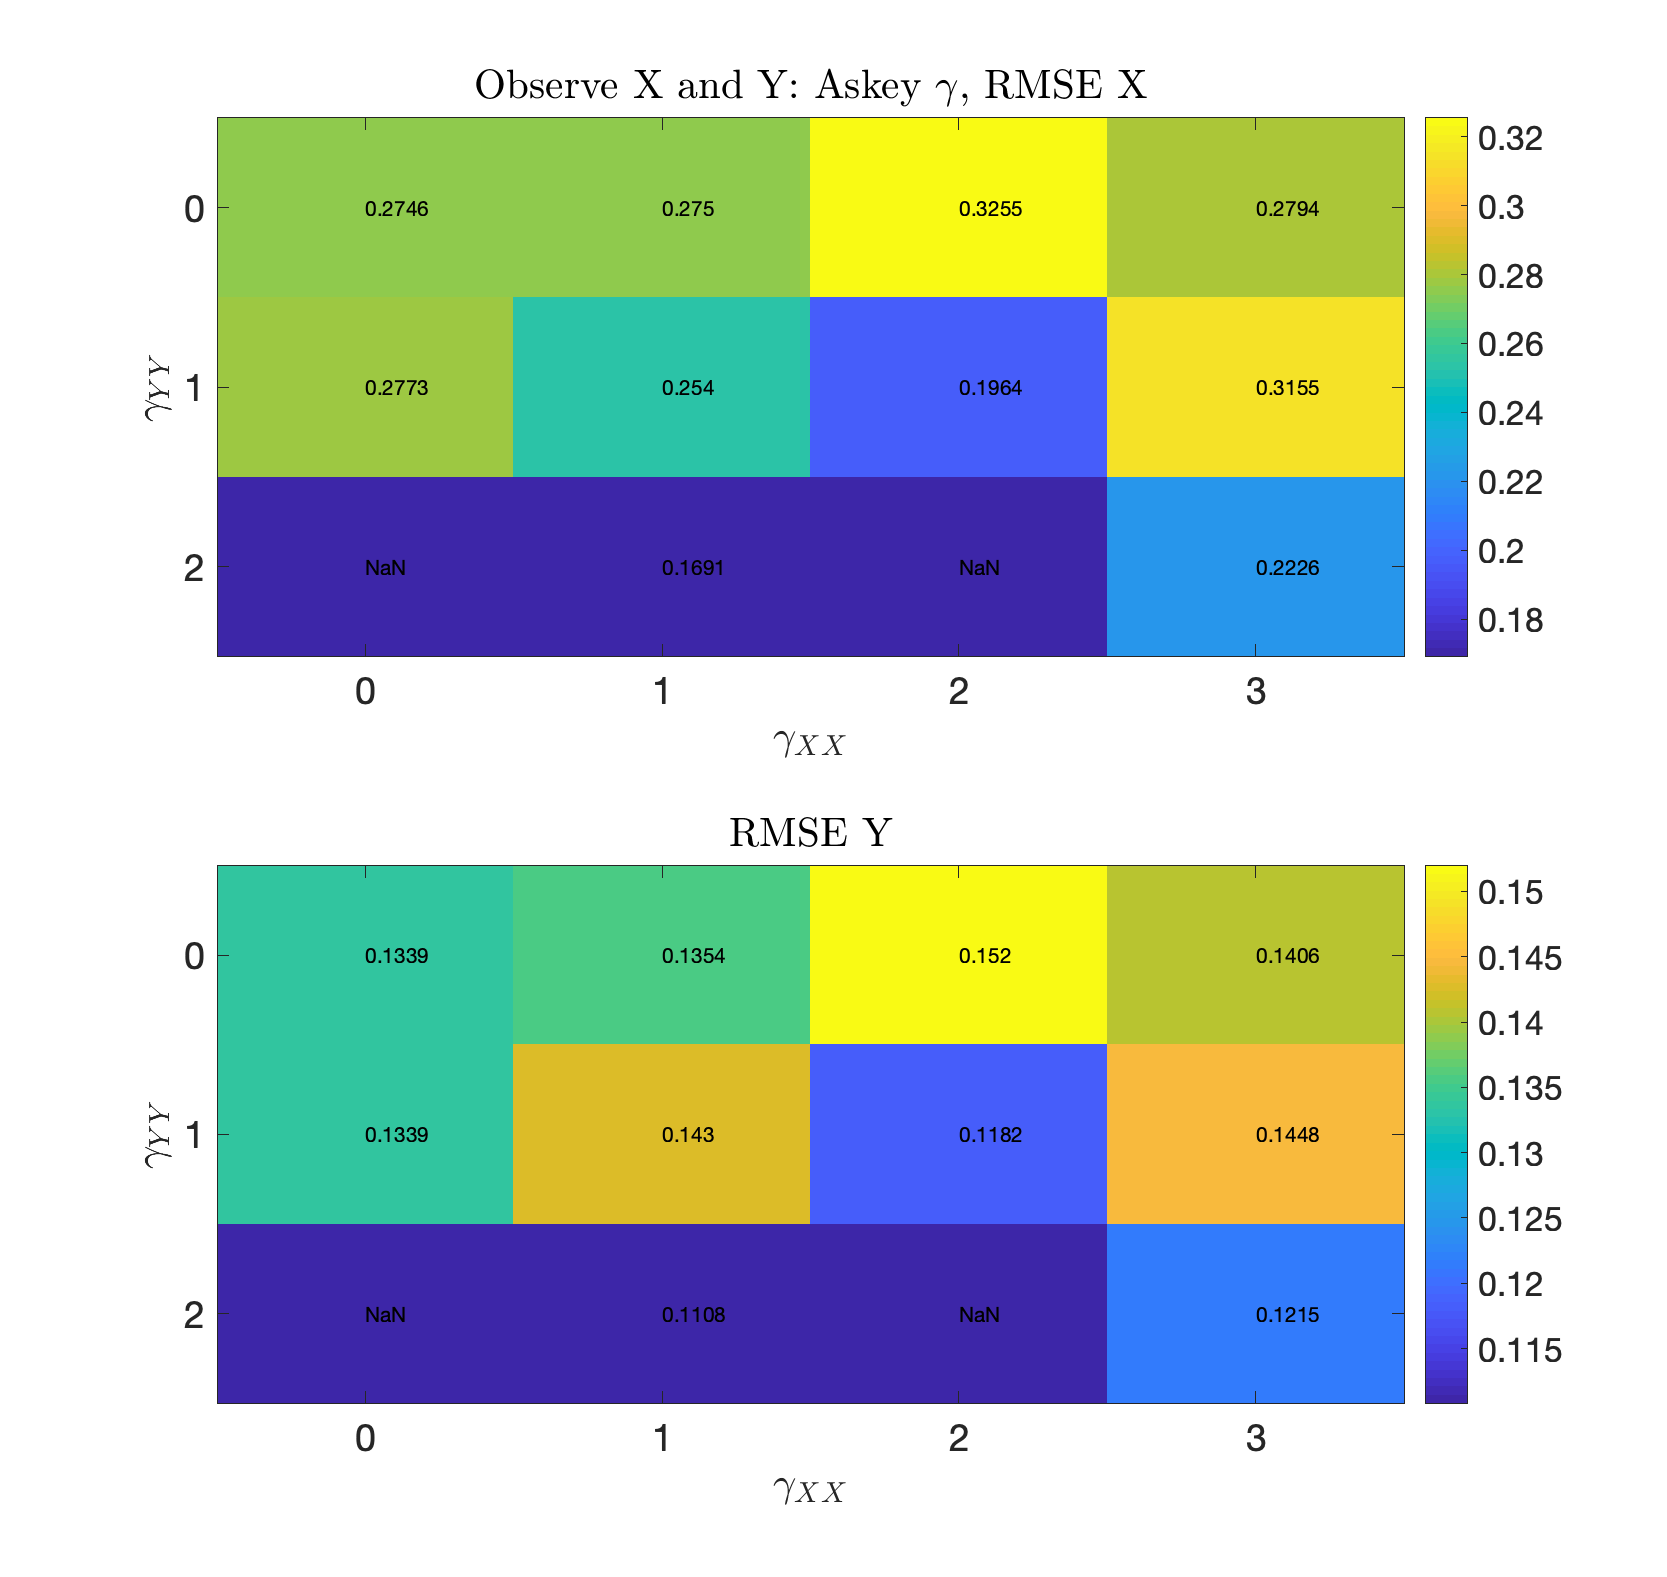 Observe X and Y: Askey γ, RMSE X
0.32
0.2746 0.275 0.3255 0.2794
0
0.3
0.28
0.26
γYY
1
0.2773 0.254 0.1964 0.3155
0.24
0.22
2
NaN 0.1691 NaN 0.2226
0.2
0.18
0 1 2 3
γXX
RMSE Y
0.15
0
0.1339 0.1354 0.152 0.1406
0.145
0.14
0.135
γYY
1
0.1339 0.143 0.1182 0.1448
0.13
0.125
2
NaN 0.1108 NaN 0.1215
0.12
0.115
0 1 2 3
γXX